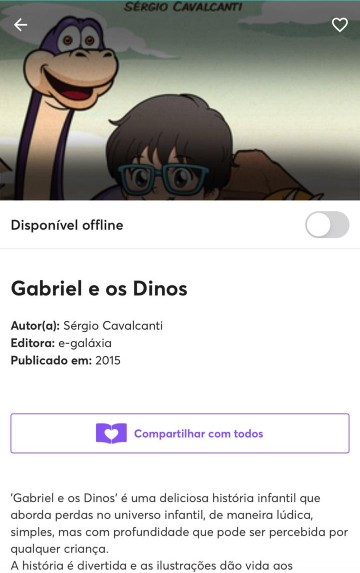 SÉRGIO CAVALCANTI
Disponível offline
Gabriel e os Dinos
Autor(a): Sérgio Cavalcanti
Editora: e-galáxia
Publicado em: 2015
Compartilhar com todos
'Gabriel e os Dinos' é uma deliciosa história infantil que
aborda perdas no universo infantil, de maneira lúdica,
simples, mas com profundidade que pode ser percebida por
qualquer criança.
A história é divertida e as ilustrações dão vida aos